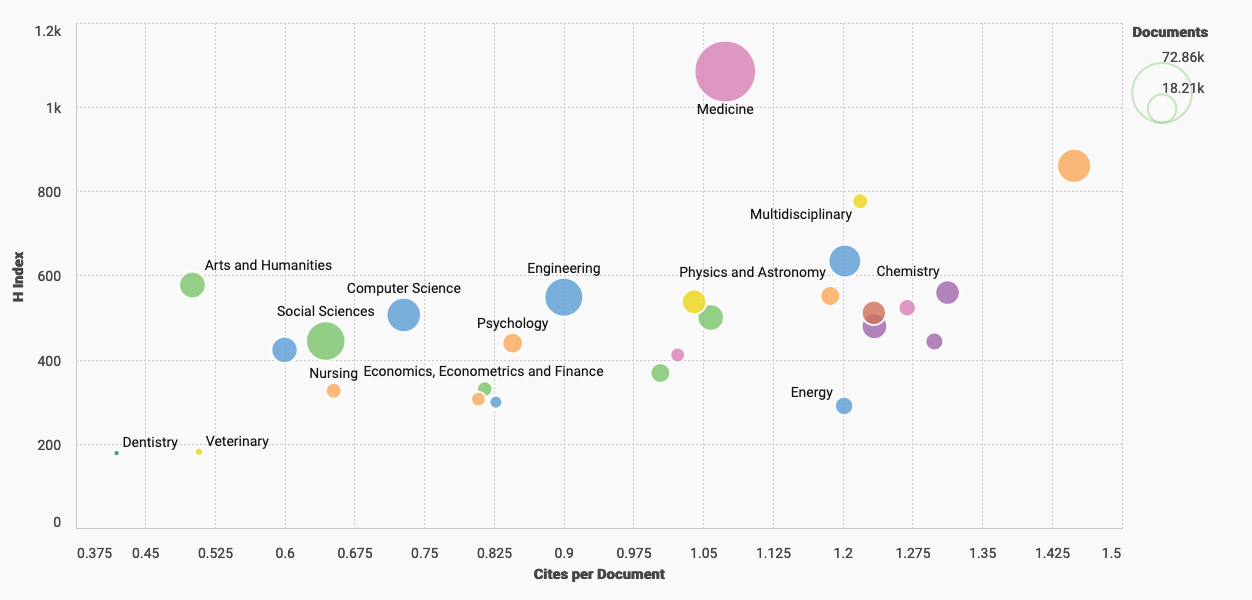 1.2k
1k
800
600
400
200
0
H Index
0.375 0.45 0.525 0.6 0.675 0.75 0.825 0.9 0.975 1.05 1.125 1.2 1.275 1.35 1.425 1.5
Cites per Document
Documents
72.86k
18.21k
Medicine
Multidisciplinary
Arts and Humanities
Engineering
Physics and Astronomy
Chemistry
Computer Science
Social Sciences
Psychology
Nursing
Economics, Econometrics and Finance
Energy
Dentistry
Veterinary